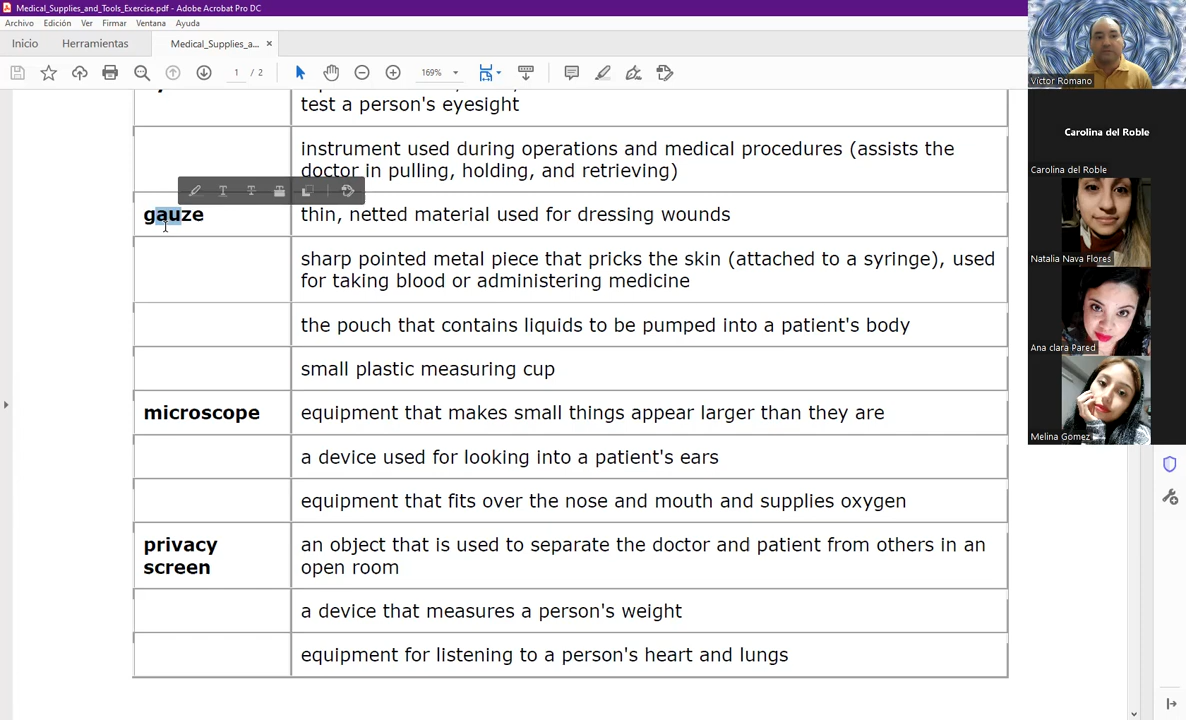 Medical_Supplies_and_Tools_Exercise.pdf - Adobe Acrobat Pro DC
Archivo Edición Ver Firmar Ventana Ayuda
Inicio Herramientas Medical_Supplies_a... ×
1 / 2 169%
test a person's eyesight
instrument used during operations and medical procedures (assists the
doctor in pulling, holding, and retrieving)
gauze thin, netted material used for dressing wounds
sharp pointed metal piece that pricks the skin (attached to a syringe), used
for taking blood or administering medicine
the pouch that contains liquids to be pumped into a patient's body
small plastic measuring cup
microscope equipment that makes small things appear larger than they are
a device used for looking into a patient's ears
equipment that fits over the nose and mouth and supplies oxygen
privacy an object that is used to separate the doctor and patient from others in an
screen open room
a device that measures a person's weight
equipment for listening to a person's heart and lungs
Victor Romano
Carolina del Roble
Carolina del Roble
Natalia Nava Flores
Ana clara Pared
Melina Gomez